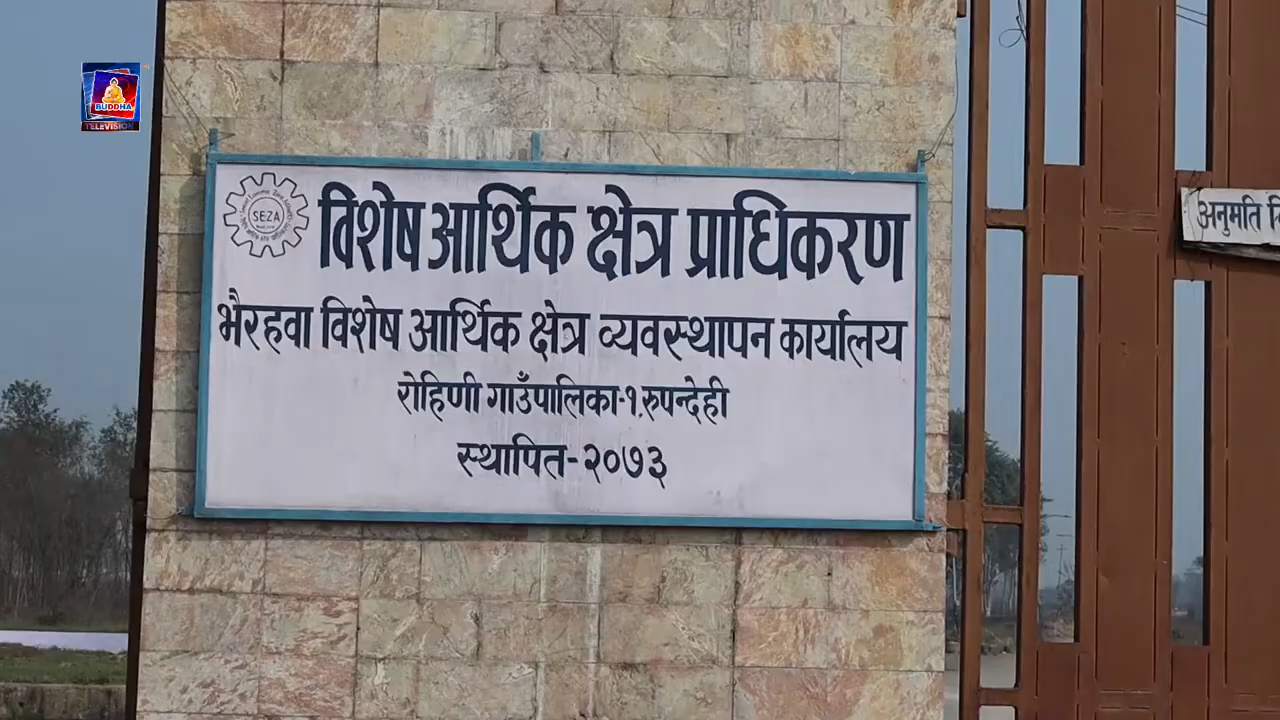 BUDDHA
TELEVISION
SEZA
विशेष आर्थिक क्षेत्र प्राधिकरण
भैरहवा विशेष आर्थिक क्षेत्र व्यवस्थापन कार्यालय
रोहिणी गाउँपालिका-१,रुपन्देही
स्थापित-२०७३
अनुमति